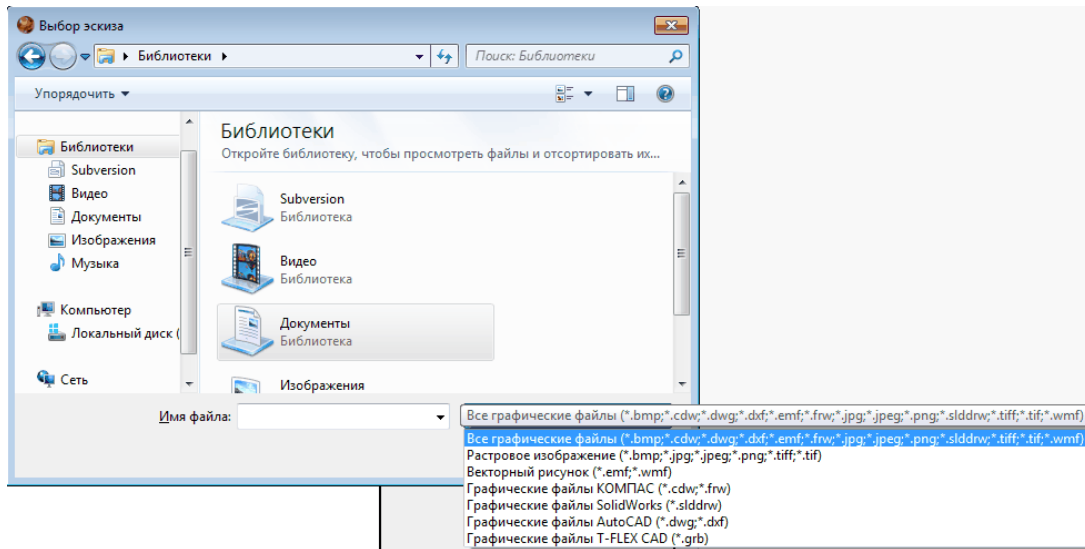 Выбор эскиза
Библиотеки
Поиск: Библиотеки
Упорядочить
Библиотеки
Subversion
Видео
Документы
Изображения
Музыка
Компьютер
Локальный диск (
Сеть
Библиотеки
Откройте библиотеку, чтобы просмотреть файлы и отсортировать их...
Subversion
Библиотека
Видео
Библиотека
Документы
Библиотека
Изображения
Имя файла:
Все графические файлы (*.bmp;*.cdw;*.dwg;*.dxf;*.emf;*.frw;*.jpg;*.jpeg;*.png;*.slddrw;*.tiff;*.tif;*.wmf)
Все графические файлы (*.bmp;*.cdw;*.dwg;*.dxf;*.emf;*.frw;*.jpg;*.jpeg;*.png;*.slddrw;*.tiff;*.tif;*.wmf)
Растровое изображение (*.bmp;*.jpg;*.jpeg;*.png;*.tiff;*.tif)
Векторный рисунок (*.emf;*.wmf)
Графические файлы КОМПАС (*.cdw;*.frw)
Графические файлы SolidWorks (*.slddrw)
Графические файлы AutoCAD (*.dwg;*.dxf)
Графические файлы T-FLEX CAD (*.grb)